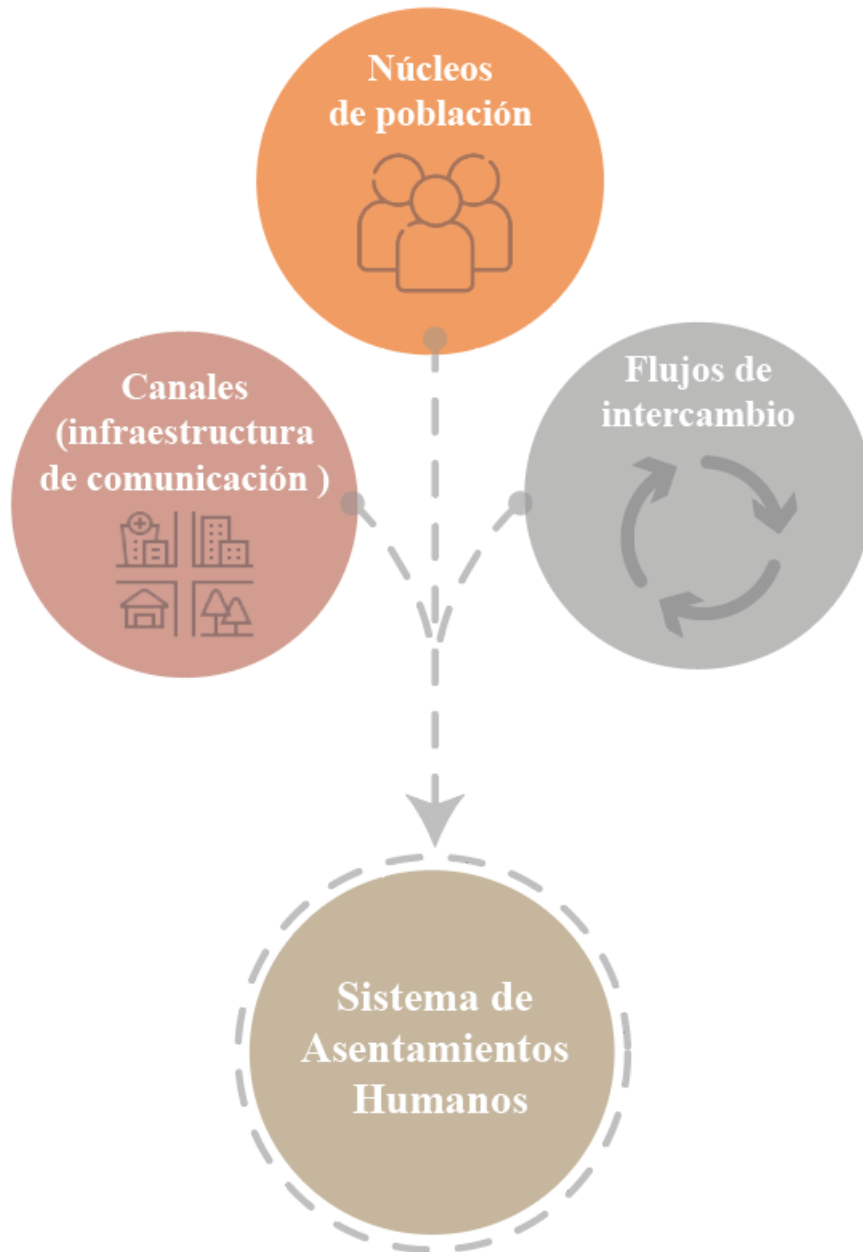 Núcleos
de población
Canales
(infraestructura
de comunicación )
Flujos de
intercambio
Sistema de
Asentamientos
Humanos